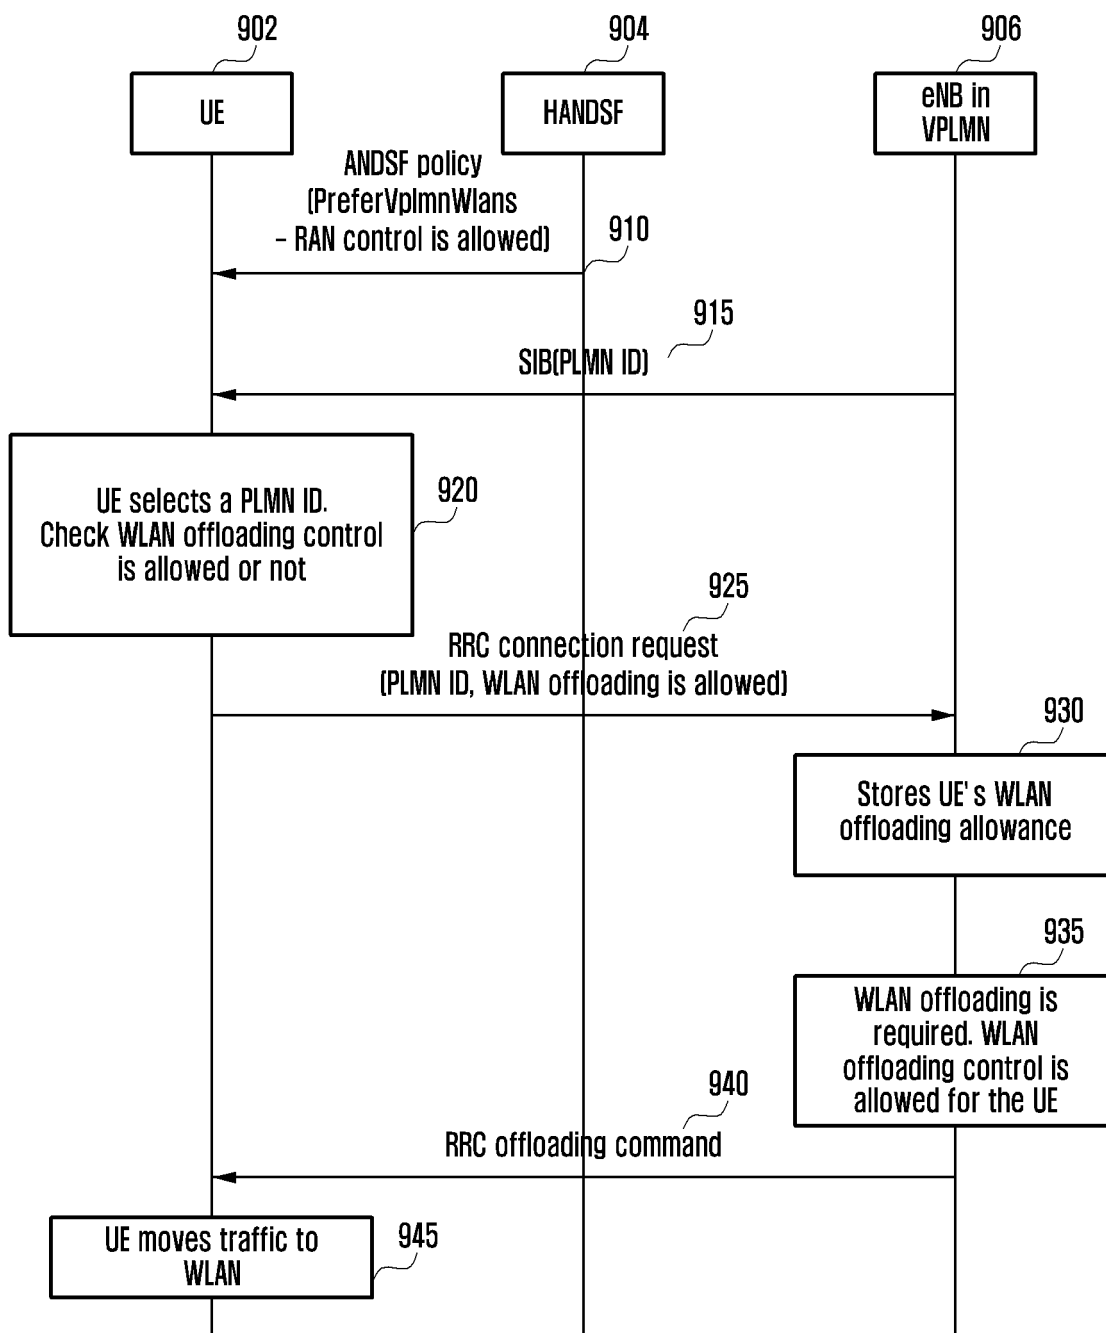 902
904
906
UE
HANDSF
eNB in
VPLMN
ANDSF policy
(PreferVplmnWlans
- RAN control is allowed)
910
915
SIB(PLMN ID)
UE selects a PLMN ID.
Check WLAN offloading control
is allowed or not
920
925
RRC connection request
(PLMN ID, WLAN offloading is allowed)
930
Stores UE's WLAN
offloading allowance
935
WLAN offloading is
required. WLAN
offloading control is
allowed for the UE
940
RRC offloading command
UE moves traffic to
WLAN
945